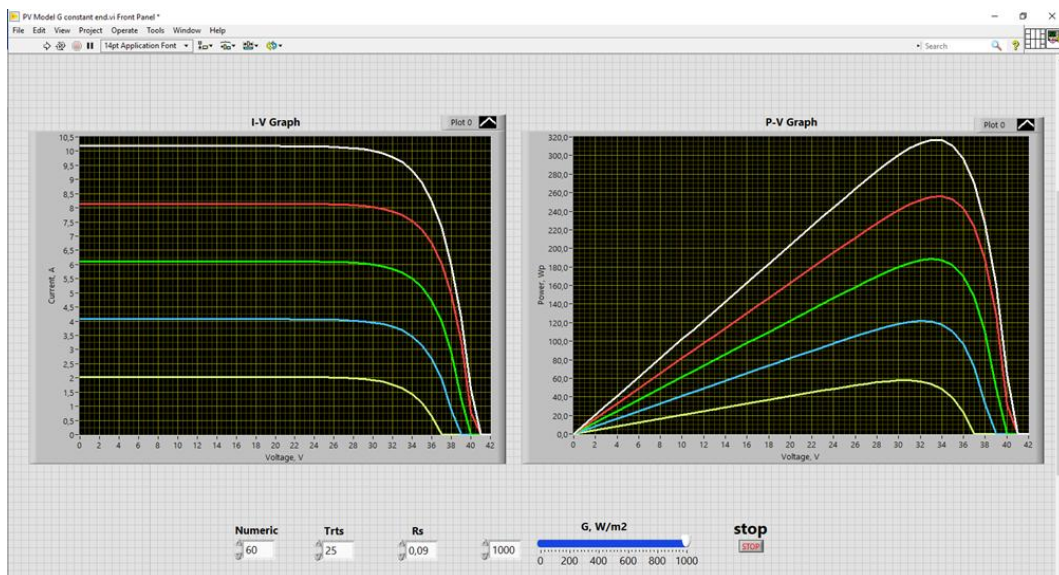 PV Model G constant end.vi Front Panel *
File Edit View Project Operate Tools Window Help
14pt Application Font
Search
I-V Graph
Plot 0
10,5
10
9,5
9
8,5
8
7,5
7
6,5
6
5,5
5
4,5
4
3,5
3
2,5
2
1,5
1
0,5
0
Current, A
0 2 4 6 8 10 12 14 16 18 20 22 24 26 28 30 32 34 36 38 40 42
Voltage, V
P-V Graph
Plot 0
320,0
300,0
280,0
260,0
240,0
220,0
200,0
180,0
160,0
140,0
120,0
100,0
80,0
60,0
40,0
20,0
0,0
Power, Wp
2 4 6 8 10 12 14 16 18 20 22 24 26 28 30 32 34 36 38 40 42
Voltage, V
Numeric
60
Trts
25
Rs
0,09
1000
G, W/m2
0 200 400 600 800 1000
stop
STOP